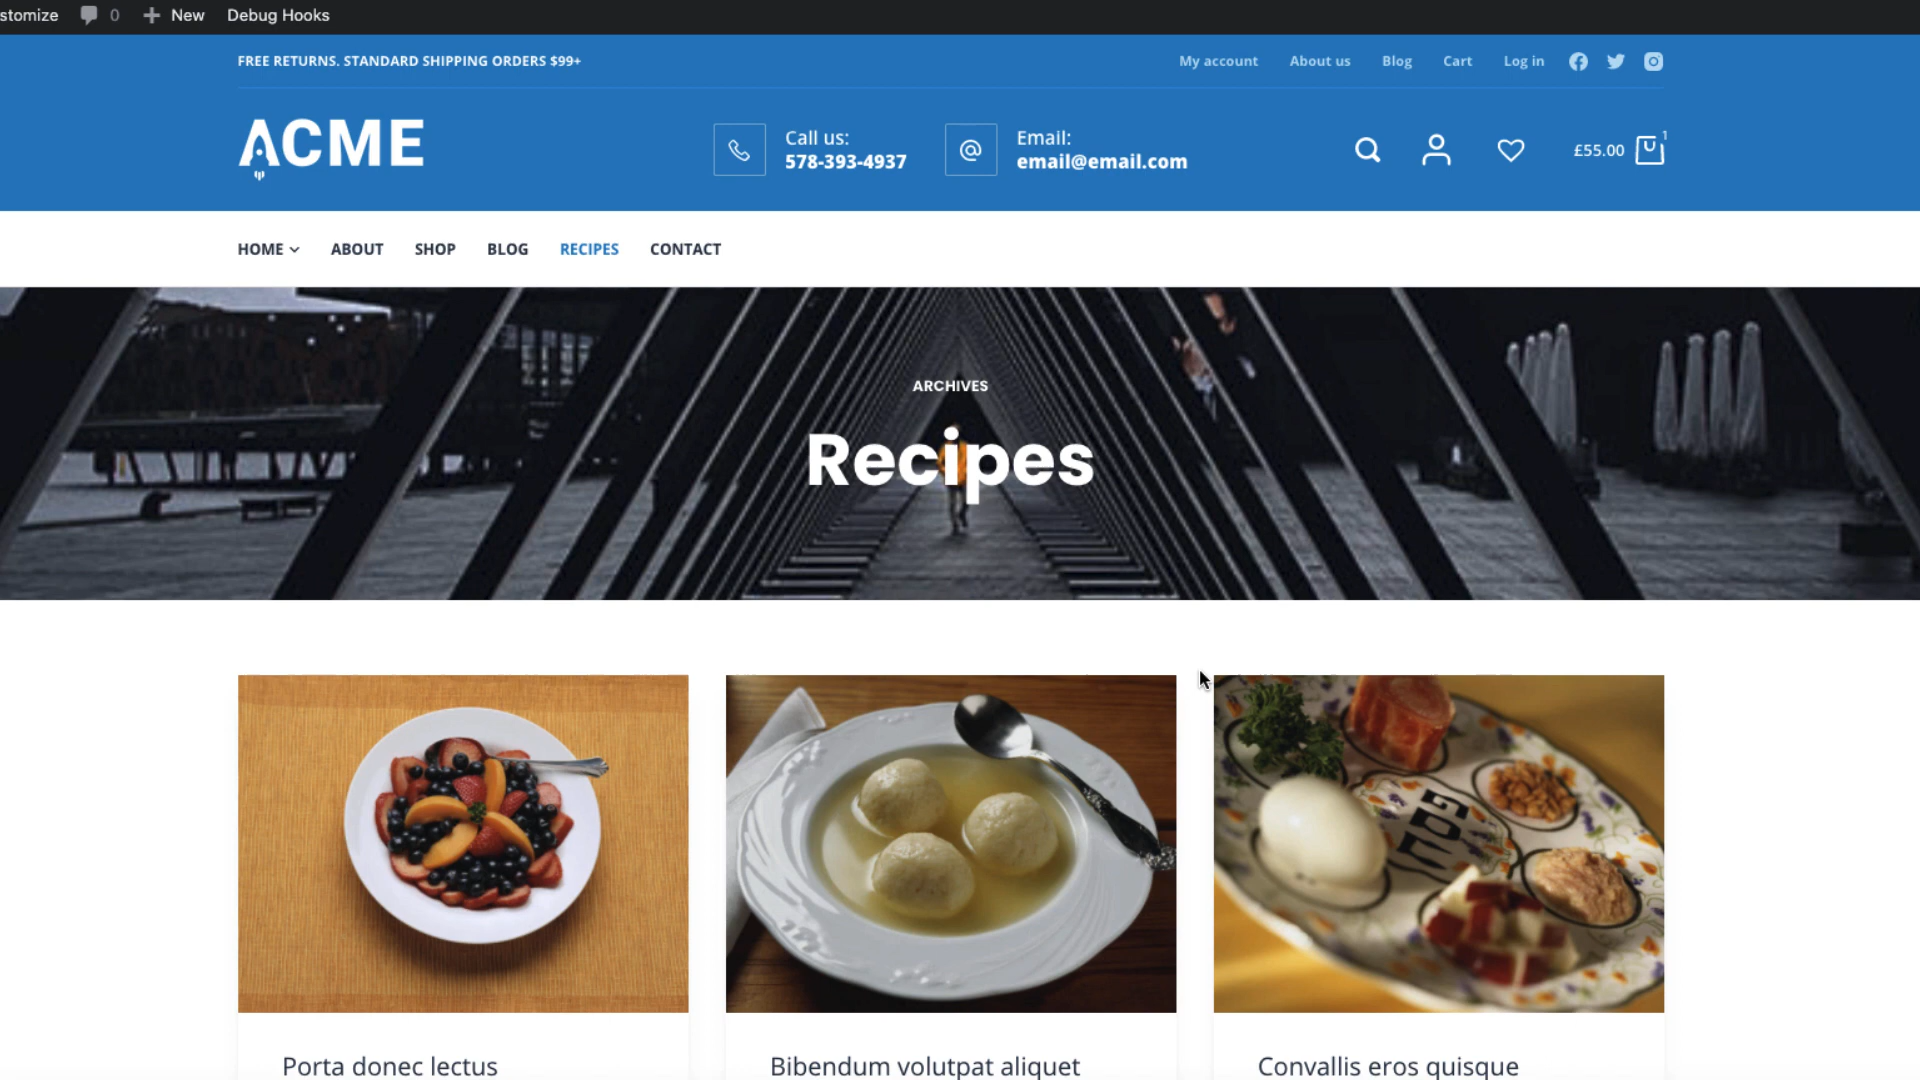 stomize 0 New Debug Hooks
FREE RETURNS. STANDARD SHIPPING ORDERS $99+
My account About us Blog Cart Log in
ACME
Call us:
578-393-4937
Email:
email@email.com
£55.00 1
HOME ABOUT SHOP BLOG RECIPES CONTACT
ARCHIVES
Recipes
פסח
Porta donec lectus
Bibendum volutpat aliquet
Convallis eros quisque